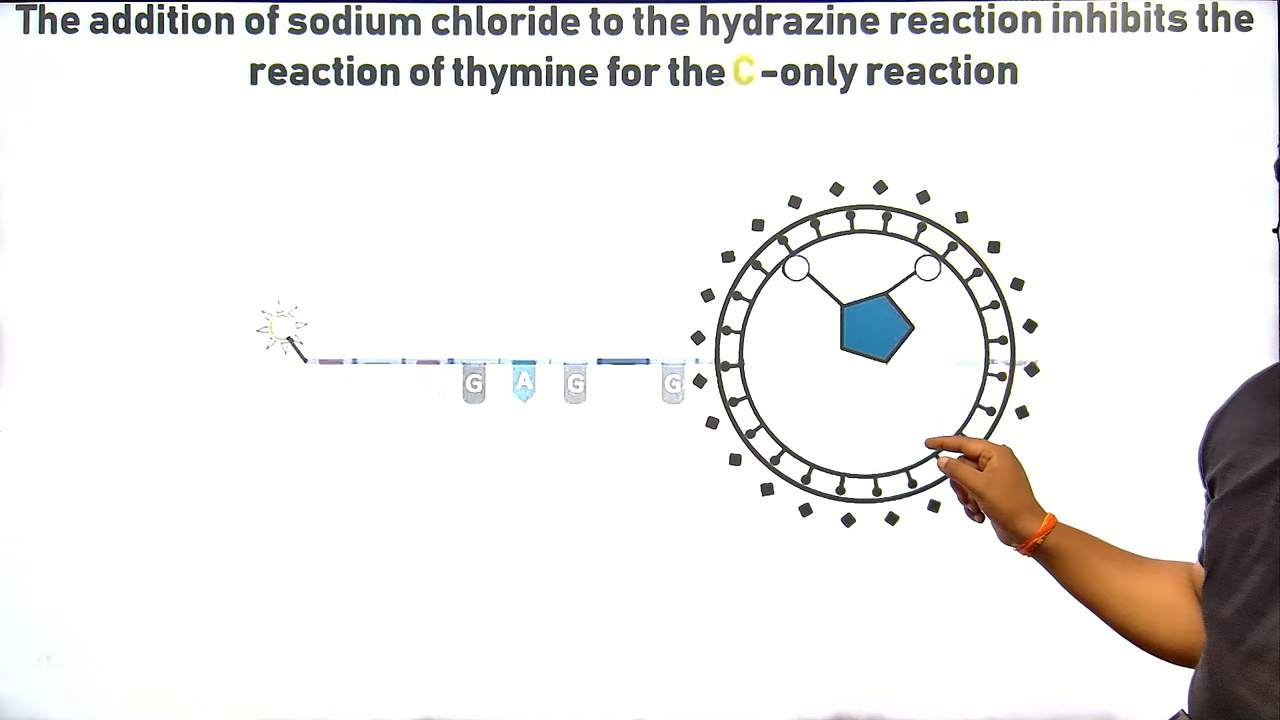 The addition of sodium chloride to the hydrazine reaction inhibits the
reaction of thymine for the C-only reaction
G A G G